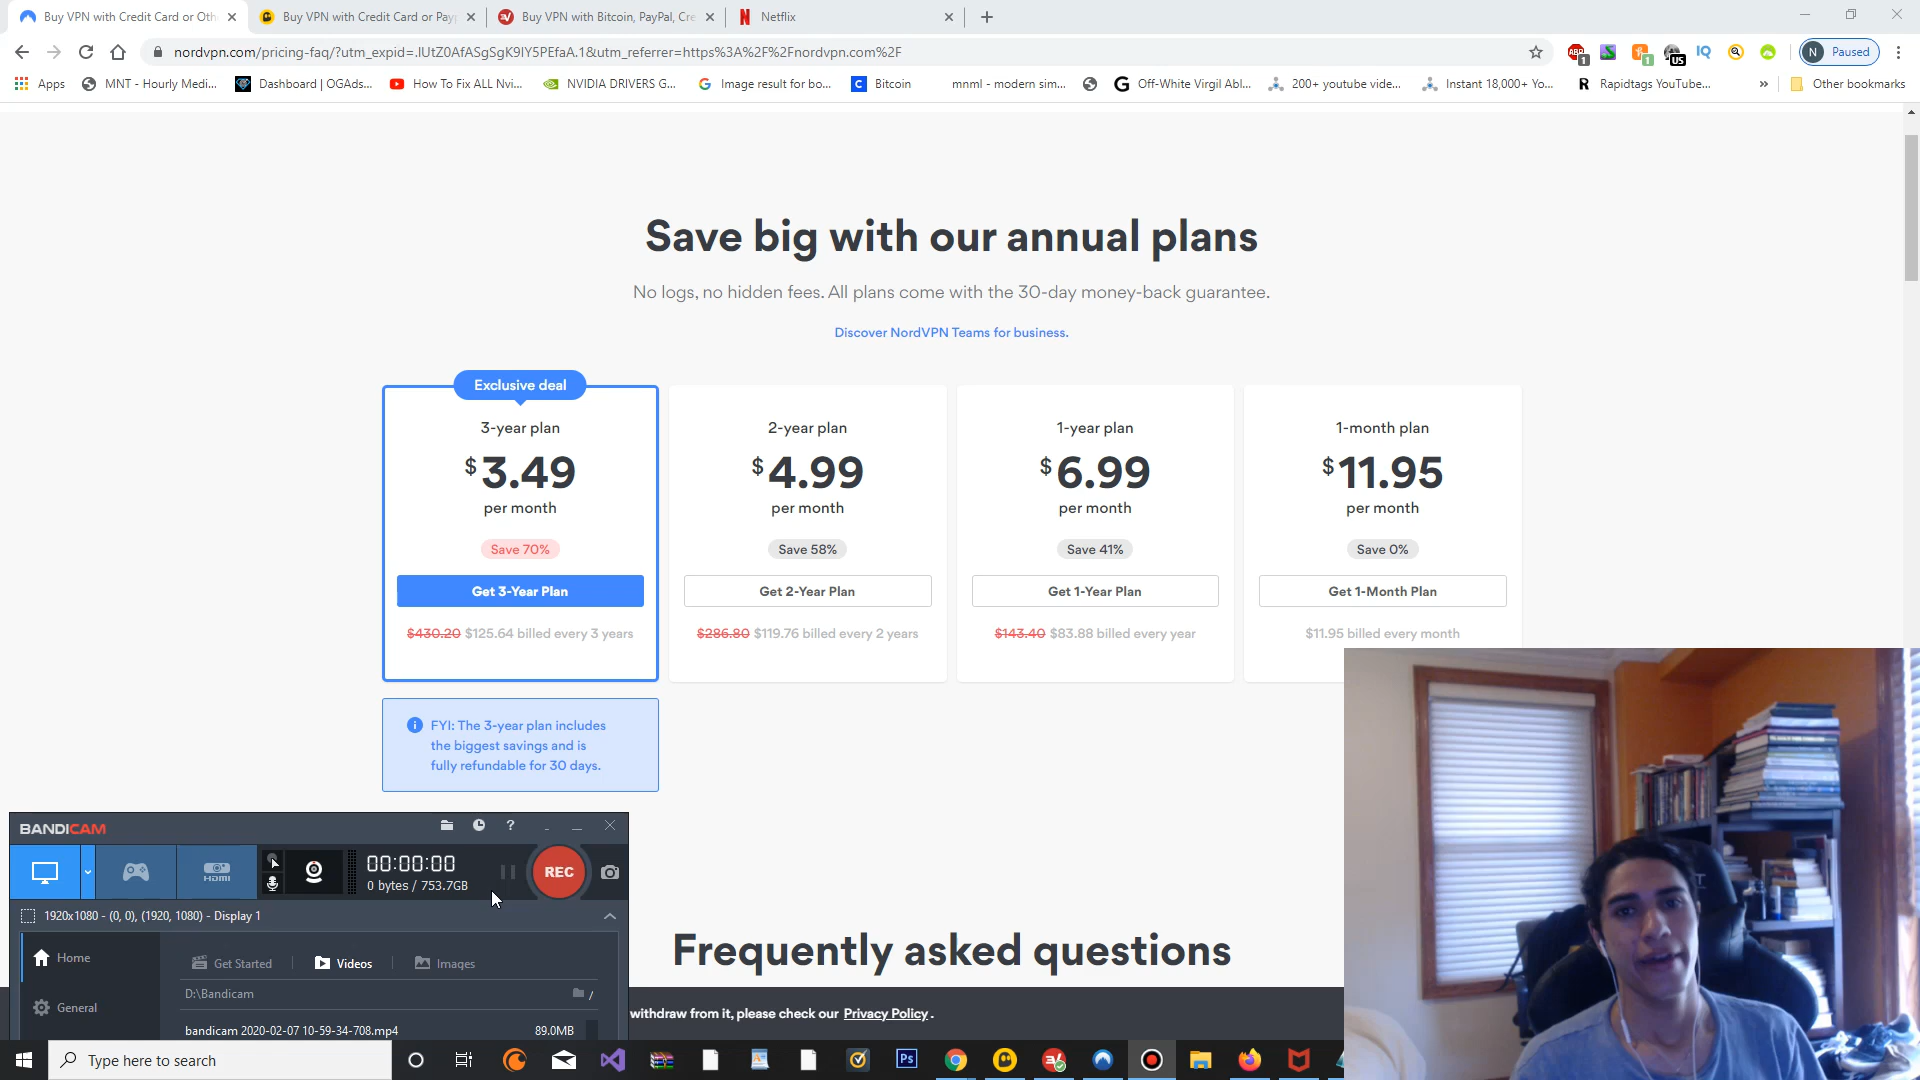 Buy VPN with Credit Card or Oth
Buy VPN with Credit Card or Payp
Buy VPN with Bitcoin, PayPal, Cre
Netflix
nordvpn.com/pricing-faq/?utm_expid=.IUtZ0AfASgSgK9IY5PEfaA.1&utm_referrer=https%3A%2F%2Fnordvpn.com%2F
ABP
1
1
US
IQ
N Paused
Apps
MNT - Hourly Medi...
Dashboard | OGAds...
How To Fix ALL Nvi...
NVIDIA DRIVERS G...
Image result for bo...
Bitcoin
mnml - modern sim...
Off-White Virgil Abl...
200+ youtube vide...
Instant 18,000+ Yo...
Rapidtags YouTube...
»
Other bookmarks
Save big with our annual plans
No logs, no hidden fees. All plans come with the 30-day money-back guarantee.
Discover NordVPN Teams for business.
Exclusive deal
3-year plan
$3.49
per month
Save 70%
Get 3-Year Plan
$430.20 $125.64 billed every 3 years
2-year plan
$4.99
per month
Save 58%
Get 2-Year Plan
$286.80 $119.76 billed every 2 years
1-year plan
$6.99
per month
Save 41%
Get 1-Year Plan
$143.40 $83.88 billed every year
1-month plan
$11.95
per month
Save 0%
Get 1-Month Plan
$11.95 billed every month
FYI: The 3-year plan includes
the biggest savings and is
fully refundable for 30 days.
BANDICAM
?
HDMI
00:00:00
0 bytes / 753.7GB
REC
1920x1080 - (0, 0), (1920, 1080) - Display 1
Home
General
Get Started
Videos
Images
D:\Bandicam
/
bandicam 2020-02-07 10-59-34-708.mp4
89.0MB
Frequently asked questions
withdraw from it, please check our Privacy Policy.
Type here to search
Ps